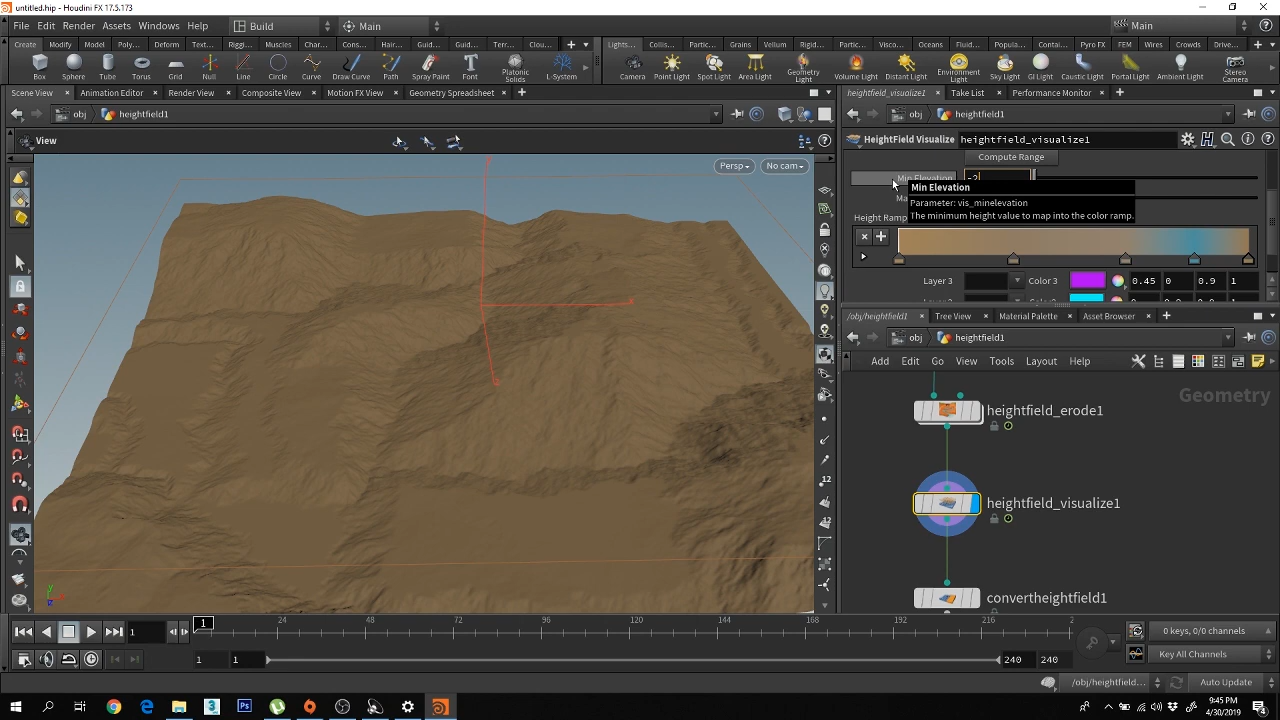 untitled.hip - Houdini FX 17.5.173
File Edit Render Assets Windows Help Build Main Main
Create Modify Model Poly... Deform Text... Riggi... Muscles Char... Cons... Hair... Guid... Guid... Terr... Clou...
Lights... Collis... Partic... Grains Vellum Rigid... Partic... Visco... Oceans Fluid... Popula... Contai... Pyro FX FEM Wires Crowds Drive...
Box Sphere Tube Torus Grid Null Line Circle Curve Draw Curve Path Spray Paint Font Platonic Solids L-System
Camera Point Light Spot Light Area Light Geometry Light Volume Light Distant Light Environment Light Sky Light GI Light Caustic Light Portal Light Ambient Light Stereo Camera
Scene View Animation Editor Render View Composite View Motion FX View Geometry Spreadsheet
heightfield_visualize1 Take List Performance Monitor
obj heightfield1
obj heightfield1
View
Persp No cam
HeightField Visualize heightfield_visualize1
Compute Range
Min Elevation -2
Min Elevation
Parameter: vis_minelevation
The minimum height value to map into the color ramp.
Ma
Height Ramp
Layer 3 Color 3 0.45 0 0.9 1
/obj/heightfield1 Tree View Material Palette Asset Browser
obj heightfield1
Add Edit Go View Tools Layout Help
Geometry
heightfield_erode1
heightfield_visualize1
convertheightfield1
x
y
1
24 48 72 96 120 144 168 192 216 2
1
1 1 240 240
0 keys, 0/0 channels
Key All Channels
/obj/heightfield... Auto Update
9:45 PM
4/30/2019